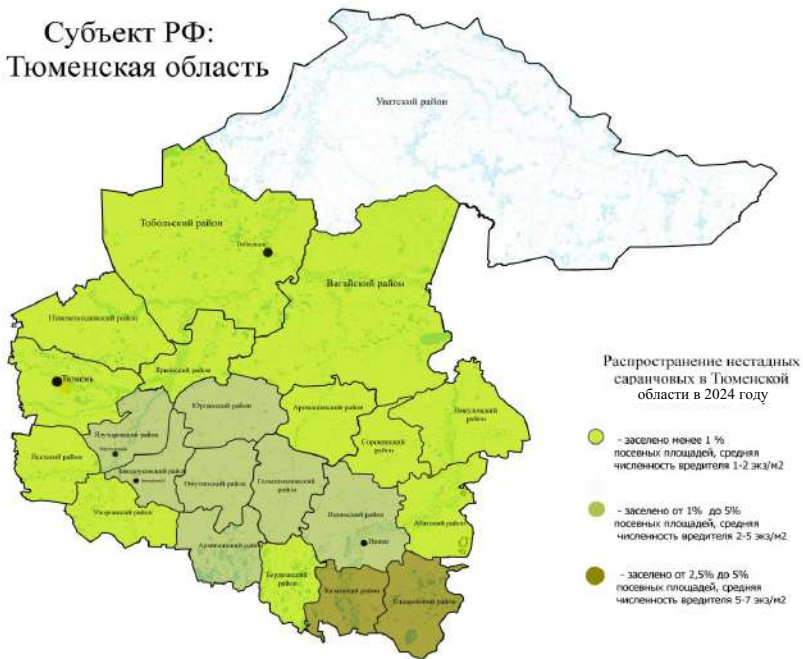 Субъект РФ:
Тюменская область
Уватский район
Тобольский район
Тобольск
Вагайский район
Нижнетавдинский район
Тюмень
Ярковский район
Юргинский район
Аромашевский район
Викуловский район
Сорокинский район
Ялуторовский район
Исетский район
Заводоуковский район
Омутинский район
Голышмановский район
Упоровский район
Ишимский район
Ишим
Абатский район
Армизонский район
Бердюжский
район
Казанский район
Сладковский район
Распространение нестадных
саранчовых в Тюменской
области в 2024 году
- заселено менее 1 %
посевных площадей, средняя
численность вредителя 1-2 экз/м2
- заселено от 1% до 5%
посевных площадей, средняя
численность вредителя 2-5 экз/м2
- заселено от 2,5% до 5%
посевных площадей, средняя
численность вредителя 5-7 экз/м2